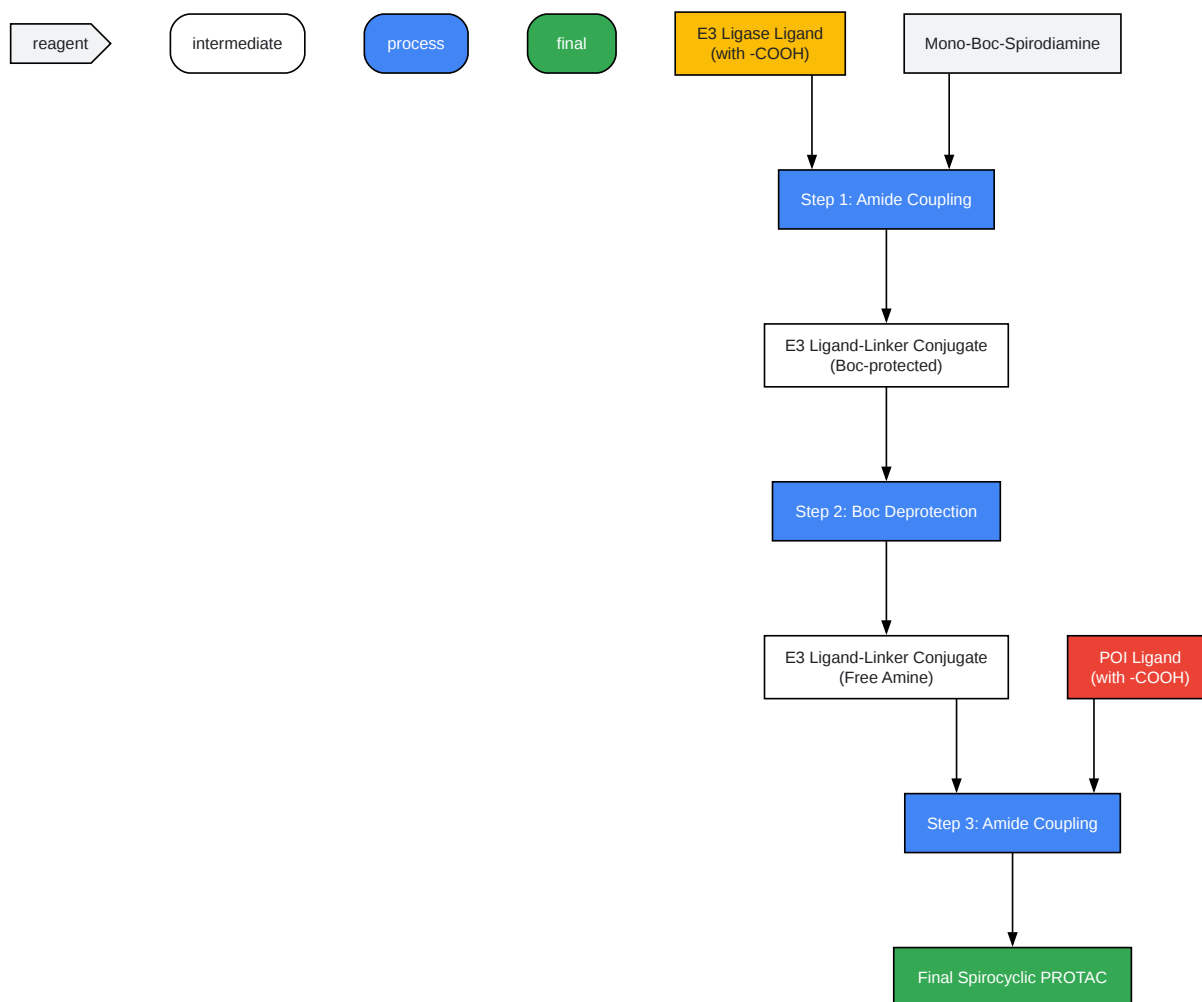 reagent
intermediate
process
final
E3 Ligase Ligand
(with -COOH)
Mono-Boc-Spirodiamine
Step 1: Amide Coupling
E3 Ligand-Linker Conjugate
(Boc-protected)
Step 2: Boc Deprotection
E3 Ligand-Linker Conjugate
(Free Amine)
POI Ligand
(with -COOH)
Step 3: Amide Coupling
Final Spirocyclic PROTAC